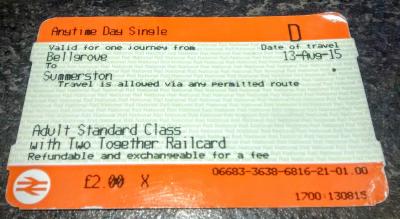 Anytime Day Single D
Valid for one journey from Date of travel
Bellgrove 13-Aug-15
To
Summerston
Travel is allowed via any permitted route
Adult Standard Class
with Two Together Railcard
Refundable and exchangeable for a fee
06683-3638-6816-21-01.00
£2.00 X
1700 130815